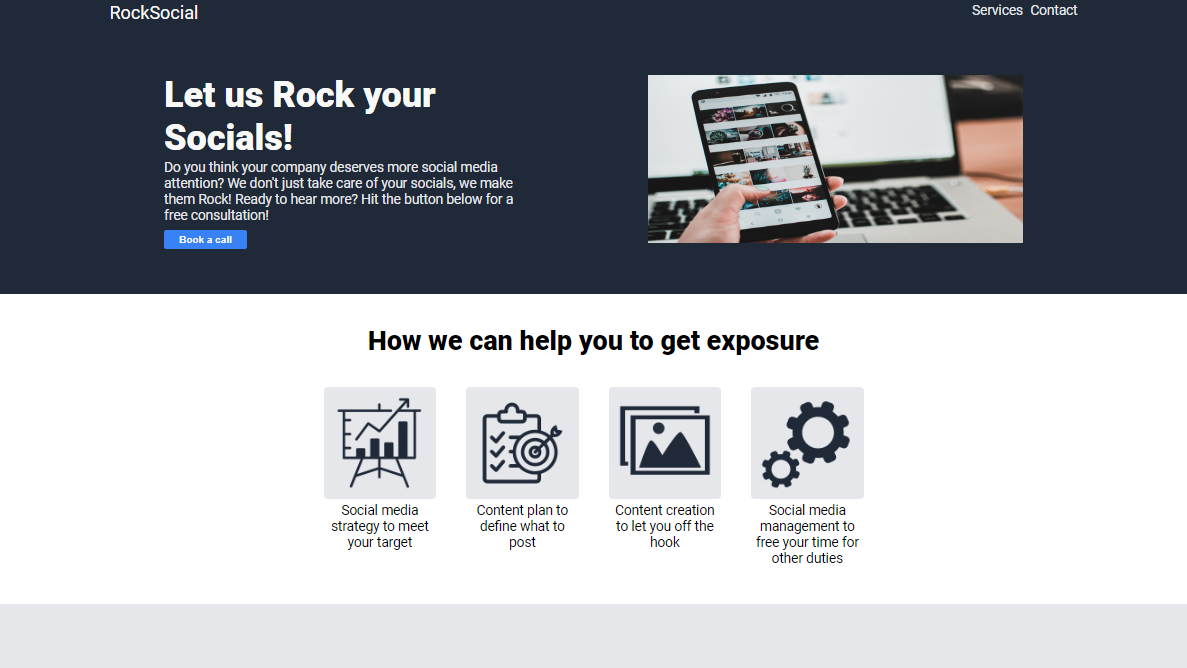 RockSocial
Services Contact
Let us Rock your
Socials!
Do you think your company deserves more social media
attention? We don't just take care of your socials, we make
them Rock! Ready to hear more? Hit the button below for a
free consultation!
Book a call
How we can help you to get exposure
Social media
strategy to meet
your target
Content plan to
define what to
post
Content creation
to let you off the
hook
Social media
management to
free your time for
other duties